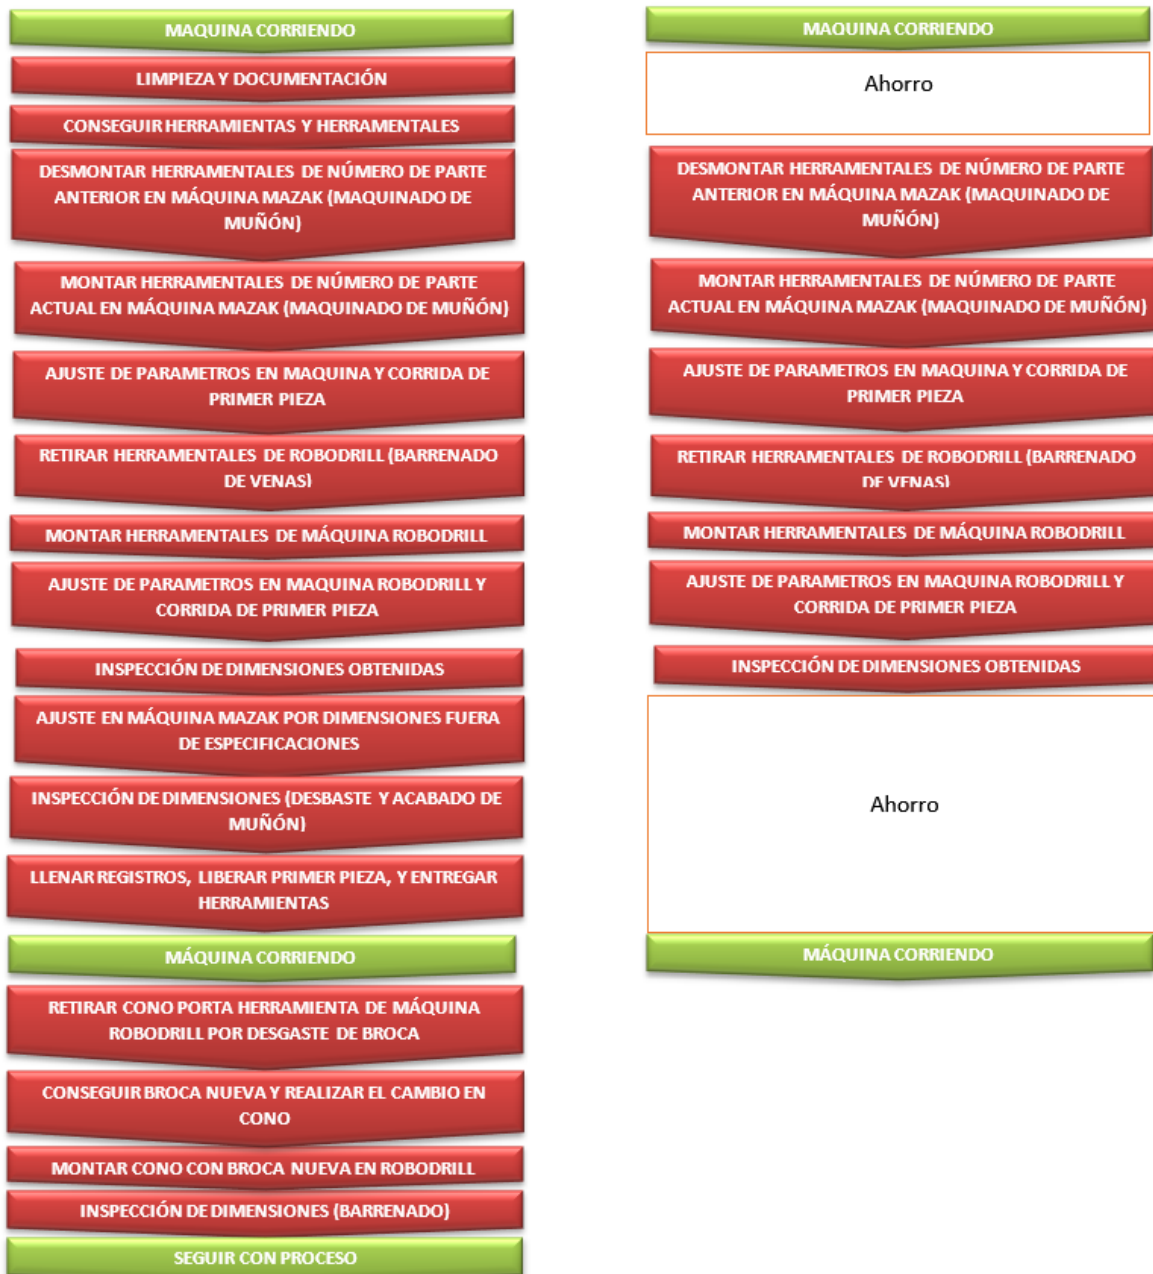 MAQUINA CORRIENDO
LIMPIEZA Y DOCUMENTACIÓN
CONSEGUIR HERRAMIENTAS Y HERRAMENTALES
DESMONTAR HERRAMENTALES DE NÚMERO DE PARTE
ANTERIOR EN MÁQUINA MAZAK (MAQUINADO DE
MUÑÓN)
MONTAR HERRAMENTALES DE NÚMERO DE PARTE
ACTUAL EN MÁQUINA MAZAK (MAQUINADO DE MUÑÓN)
AJUSTE DE PARAMETROS EN MAQUINA Y CORRIDA DE
PRIMER PIEZA
RETIRAR HERRAMENTALES DE ROBODRILL (BARRENADO
DE VENAS)
MONTAR HERRAMENTALES DE MÁQUINA ROBODRILL
AJUSTE DE PARAMETROS EN MAQUINA ROBODRILL Y
CORRIDA DE PRIMER PIEZA
INSPECCIÓN DE DIMENSIONES OBTENIDAS
AJUSTE EN MÁQUINA MAZAK POR DIMENSIONES FUERA
DE ESPECIFICACIONES
INSPECCIÓN DE DIMENSIONES (DESBASTE Y ACABADO DE
MUÑÓN)
LLENAR REGISTROS, LIBERAR PRIMER PIEZA, Y ENTREGAR
HERRAMIENTAS
MÁQUINA CORRIENDO
RETIRAR CONO PORTA HERRAMIENTA DE MÁQUINA
ROBODRILL POR DESGASTE DE BROCA
CONSEGUIR BROCA NUEVA Y REALIZAR EL CAMBIO EN
CONO
MONTAR CONO CON BROCA NUEVA EN ROBODRILL
INSPECCIÓN DE DIMENSIONES (BARRENADO)
SEGUIR CON PROCESO
MAQUINA CORRIENDO
Ahorro
DESMONTAR HERRAMENTALES DE NÚMERO DE PARTE
ANTERIOR EN MÁQUINA MAZAK (MAQUINADO DE
MUÑÓN)
MONTAR HERRAMENTALES DE NÚMERO DE PARTE
ACTUAL EN MÁQUINA MAZAK (MAQUINADO DE MUÑÓN)
AJUSTE DE PARAMETROS EN MAQUINA Y CORRIDA DE
PRIMER PIEZA
RETIRAR HERRAMENTALES DE ROBODRILL (BARRENADO
DE VENAS)
MONTAR HERRAMENTALES DE MÁQUINA ROBODRILL
AJUSTE DE PARAMETROS EN MAQUINA ROBODRILL Y
CORRIDA DE PRIMER PIEZA
INSPECCIÓN DE DIMENSIONES OBTENIDAS
Ahorro
MÁQUINA CORRIENDO